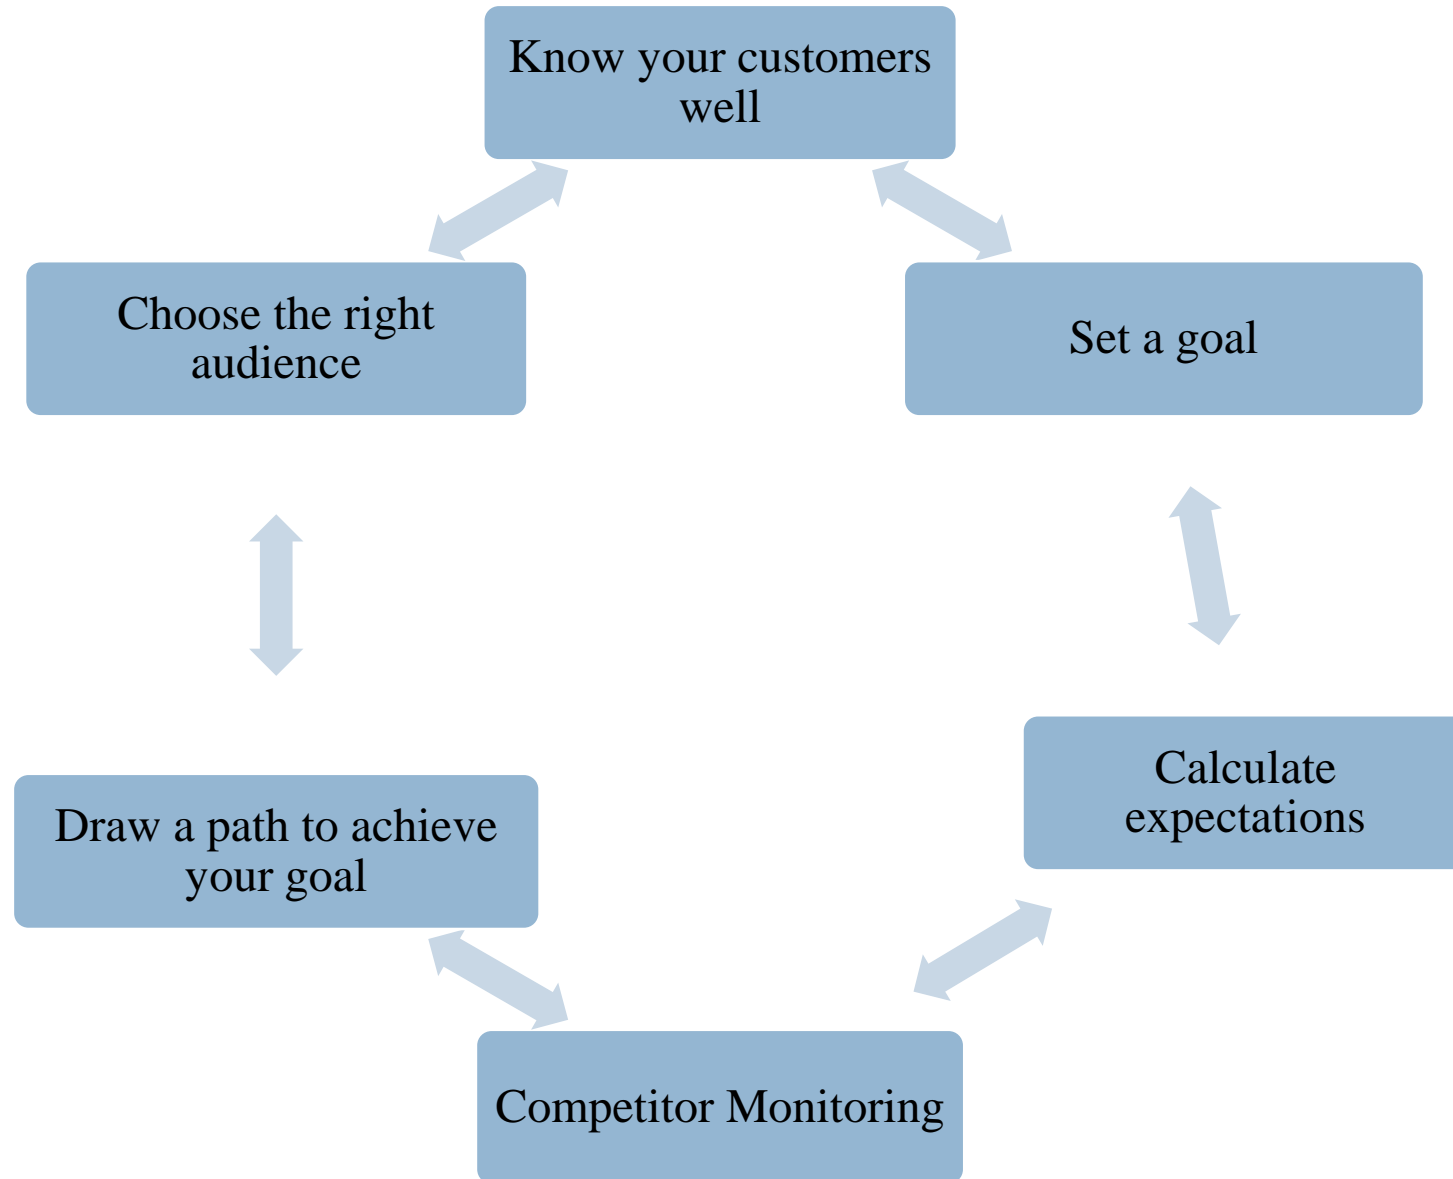 Know your customers
well
Choose the right
audience
Set a goal
Calculate
expectations
Draw a path to achieve
your goal
Competitor Monitoring